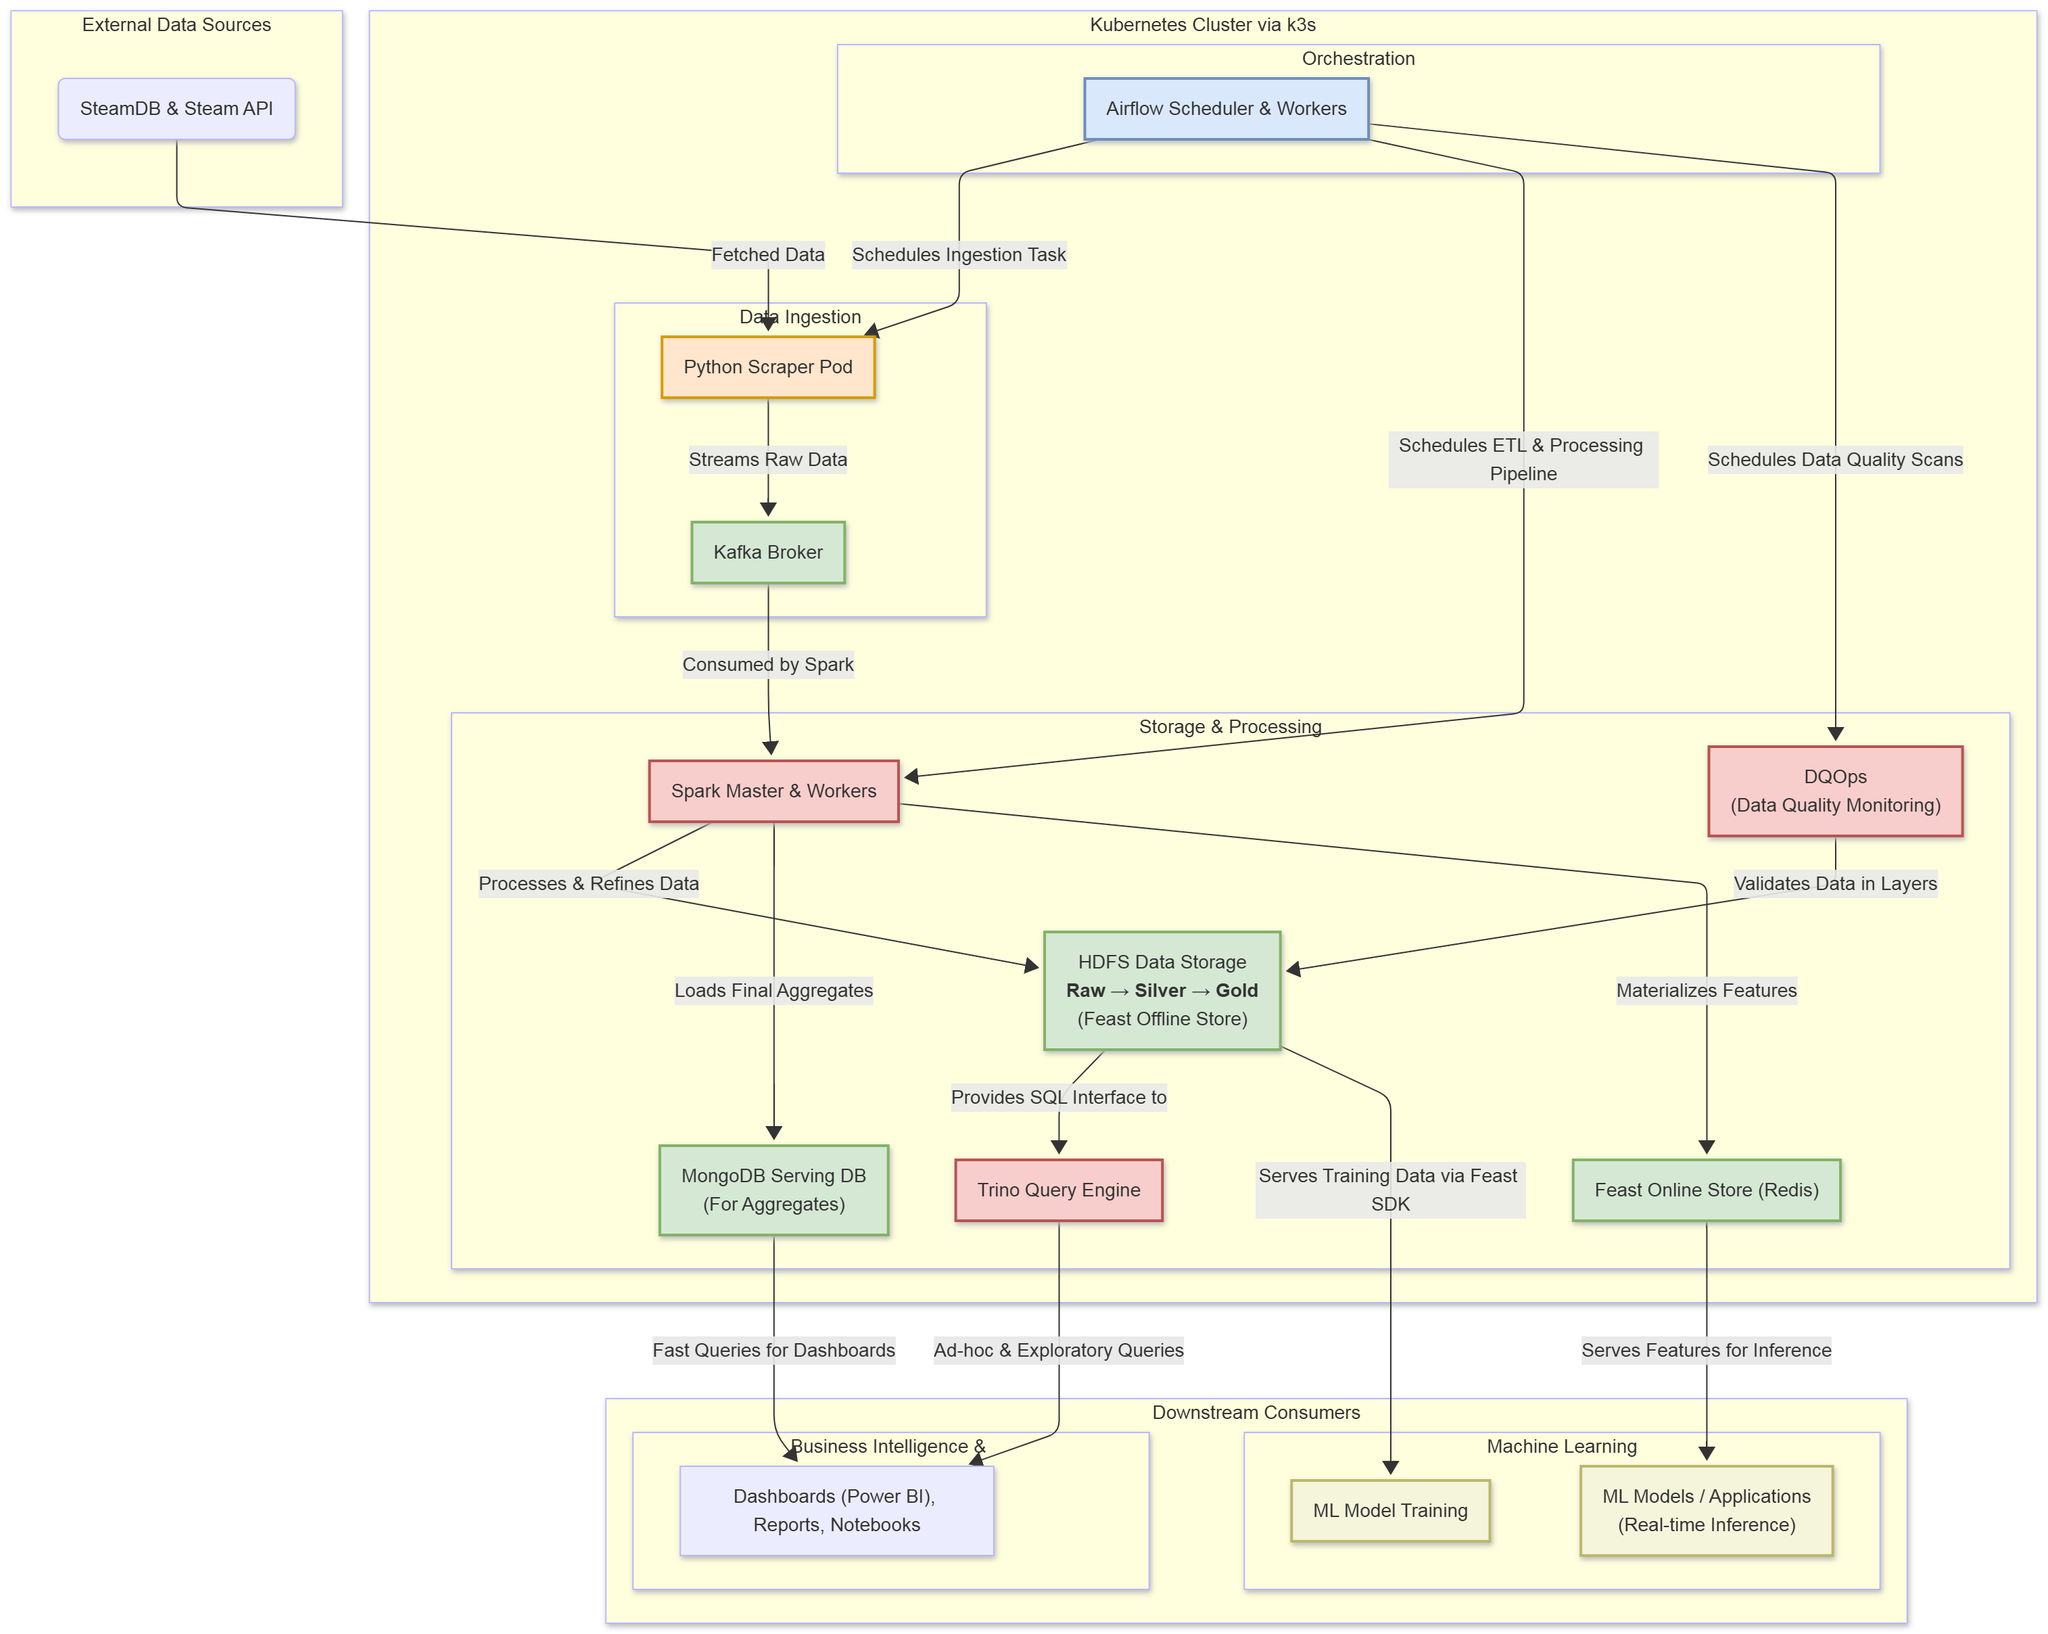 External Data Sources
Kubernetes Cluster via k3s
Orchestration
SteamDB & Steam API
Airflow Scheduler & Workers
Fetched Data
Schedules Ingestion Task
Data Ingestion
Python Scraper Pod
Streams Raw Data
Schedules ETL & Processing
Pipeline
Schedules Data Quality Scans
Kafka Broker
Consumed by Spark
Storage & Processing
Spark Master & Workers
DQOps
(Data Quality Monitoring)
Processes & Refines Data
Validates Data in Layers
HDFS Data Storage
Raw → Silver → Gold
(Feast Offline Store)
Loads Final Aggregates
Materializes Features
Provides SQL Interface to
MongoDB Serving DB
(For Aggregates)
Trino Query Engine
Serves Training Data via Feast
SDK
Feast Online Store (Redis)
Fast Queries for Dashboards
Ad-hoc & Exploratory Queries
Serves Features for Inference
Downstream Consumers
Business Intelligence &
Machine Learning
Dashboards (Power BI),
Reports, Notebooks
ML Model Training
ML Models / Applications
(Real-time Inference)